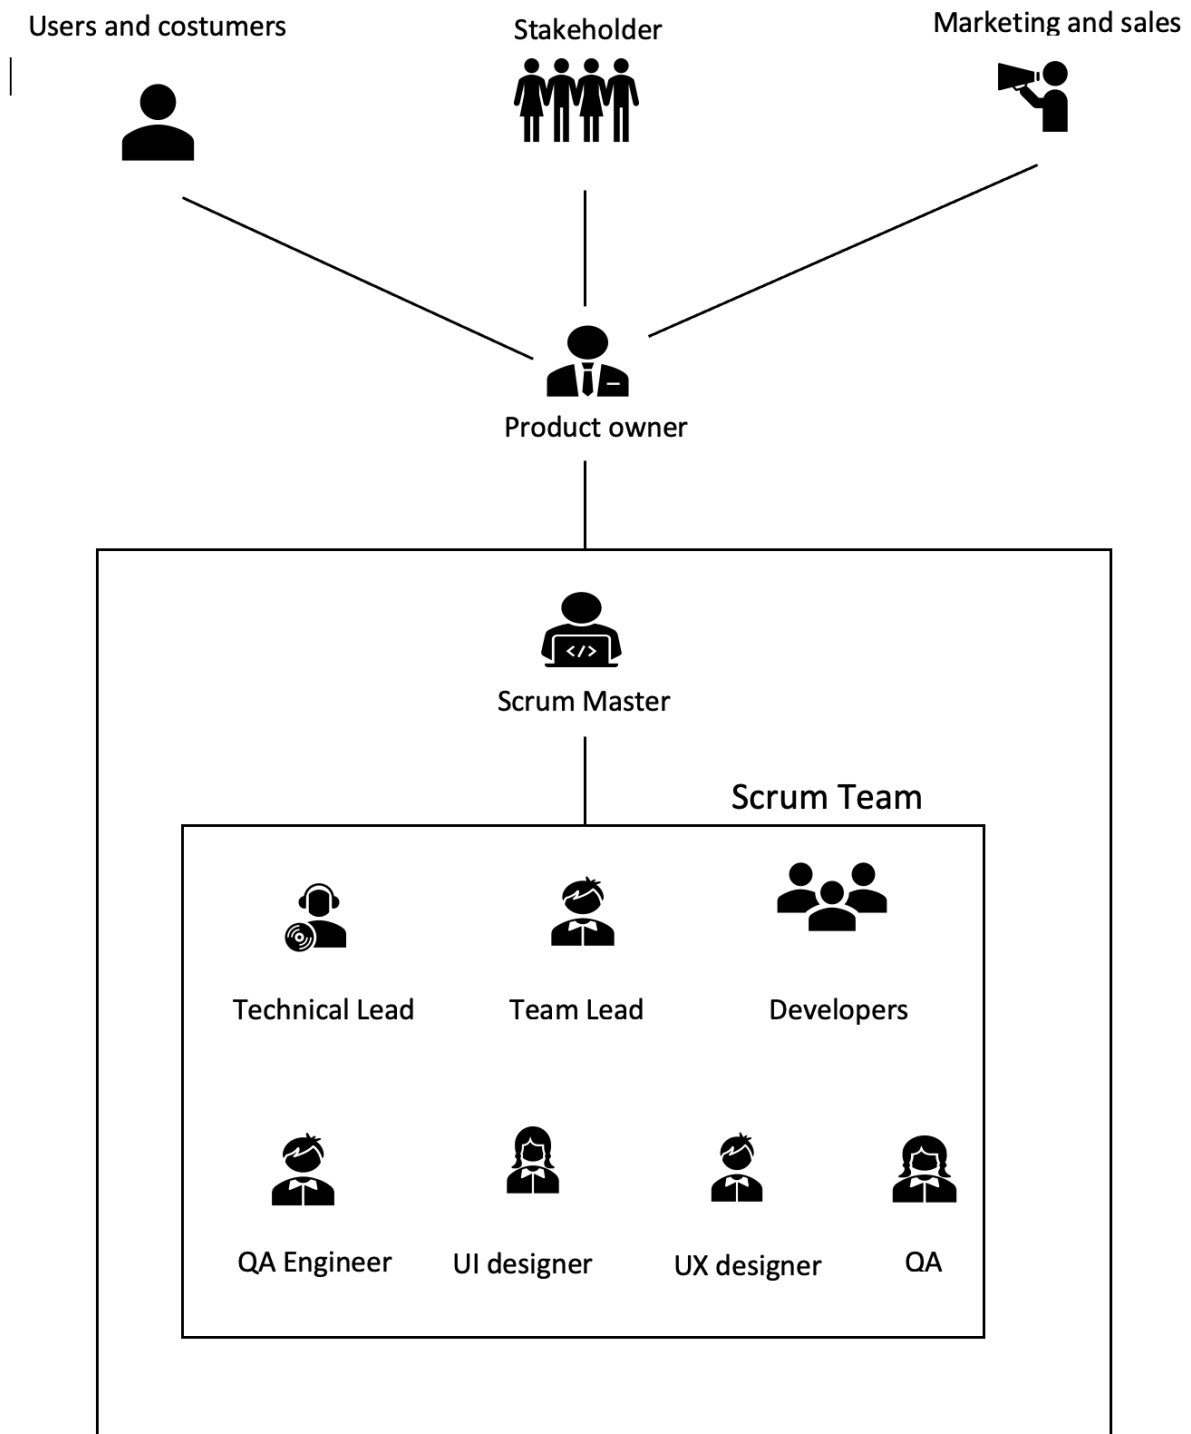 Users and costumers
Stakeholder
Marketing and sales
Product owner
</>
Scrum Master
Scrum Team
Technical Lead
Team Lead
Developers
QA Engineer
UI designer
UX designer
QA